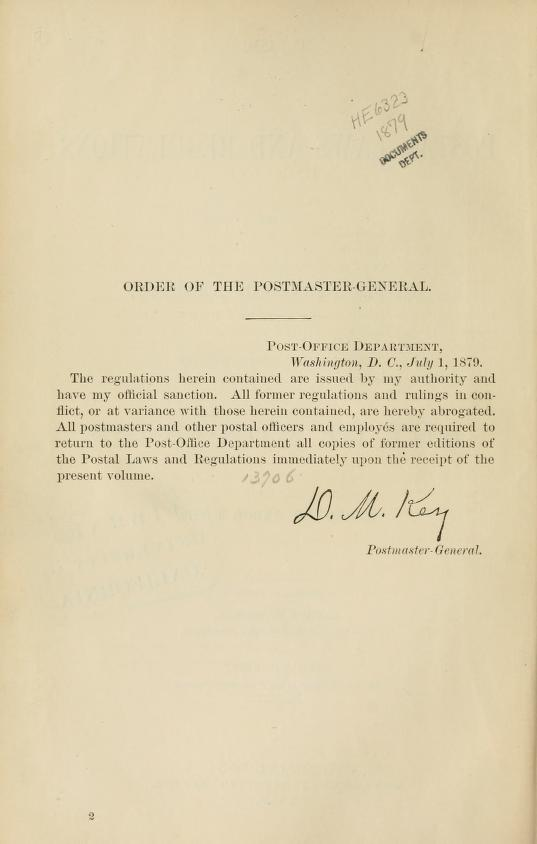 HE6323
1879
DOCUMENTS
DEPT.
ORDER OF THE POSTMASTER-GENERAL.
POST-OFFICE DEPARTMENT,
Washington, D. C., July 1, 1879.
The regulations herein contained are issued by my authority and
have my official sanction. All former regulations and rulings in con-
flict, or at variance with those herein contained, are hereby abrogated.
All postmasters and other postal officers and employés are required to
return to the Post-Office Department all copies of former editions of
the Postal Laws and Regulations immediately upon the receipt of the
present volume.
13706
D. M. Key
Postmaster-General.
2